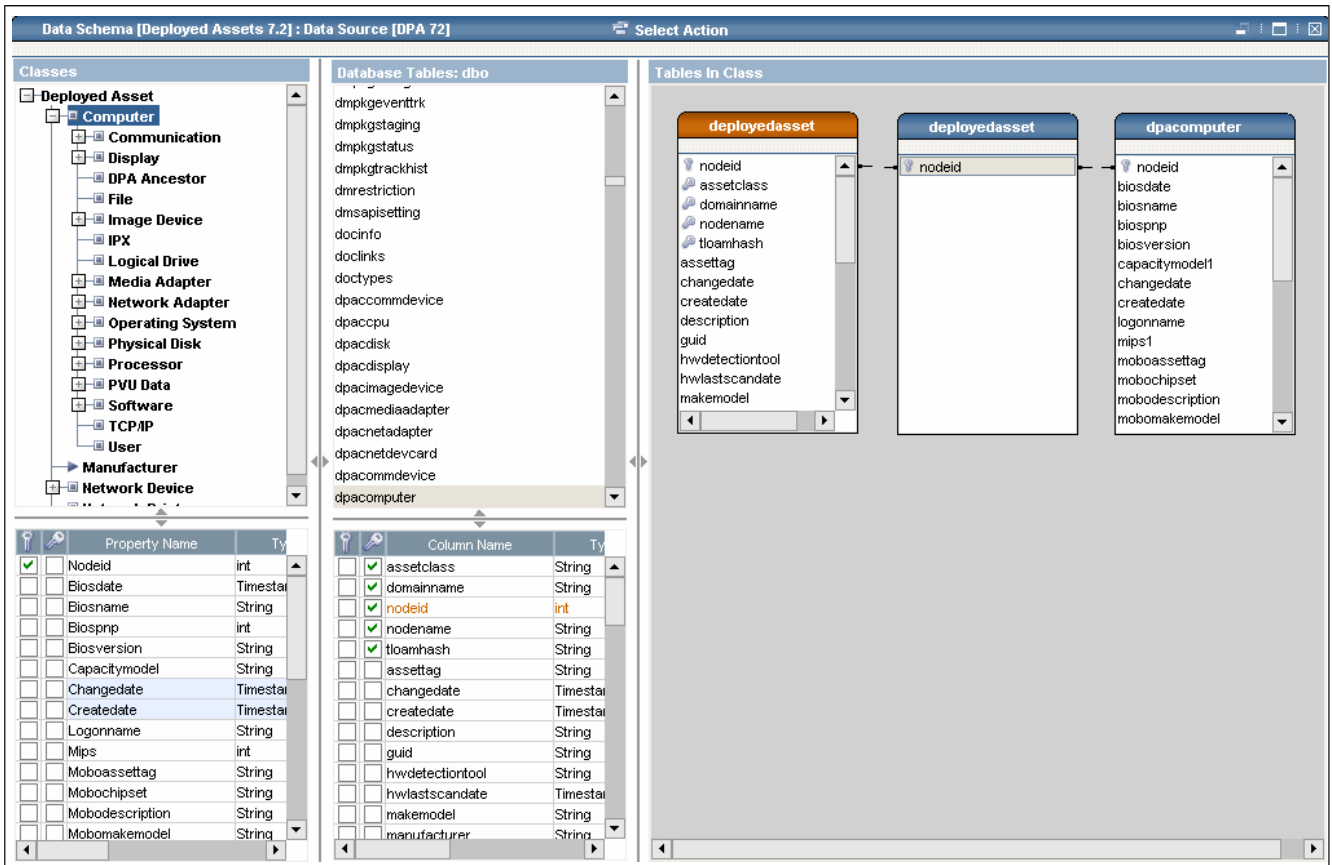 Data Schema [Deployed Assets 7.2] : Data Source [DPA 72]
Select Action
Classes
Deployed Asset
Computer
Communication
Display
DPA Ancestor
File
Image Device
IPX
Logical Drive
Media Adapter
Network Adapter
Operating System
Physical Disk
Processor
PVU Data
Software
TCP/IP
User
Manufacturer
Network Device
Property Name Ty
Nodeid int
Biosdate Timestar
Biosname String
Biospnp int
Biosversion String
Capacitymodel String
Changedate Timestar
Createdate Timestar
Logonname String
Mips int
Moboassettag String
Mobochipset String
Mobodescription String
Mobomakemodel String
Database Tables: dbo
dmpkgeventtrk
dmpkgstaging
dmpkgstatus
dmpkgtrackhist
dmrestriction
dmsapisetting
docinfo
doclinks
doctypes
dpaccommdevice
dpaccpu
dpacdisk
dpacdisplay
dpacimagedevice
dpacmediaadapter
dpacnetadapter
dpacnetdevcard
dpacommdevice
dpacomputer
Column Name Ty
assetclass String
domainname String
nodeid int
nodename String
tloamhash String
assettag String
changedate Timestar
createdate Timestar
description String
guid String
hwdetectiontool String
hwlastscandate Timestar
makemodel String
manufacturer String
Tables In Class
deployedasset
nodeid
assetclass
domainname
nodename
tloamhash
assettag
changedate
createdate
description
guid
hwdetectiontool
hwlastscandate
makemodel
deployedasset
nodeid
dpacomputer
nodeid
biosdate
biosname
biospnp
biosversion
capacitymodel1
changedate
createdate
logonname
mips1
moboassettag
mobochipset
mobodescription
mobomakemodel